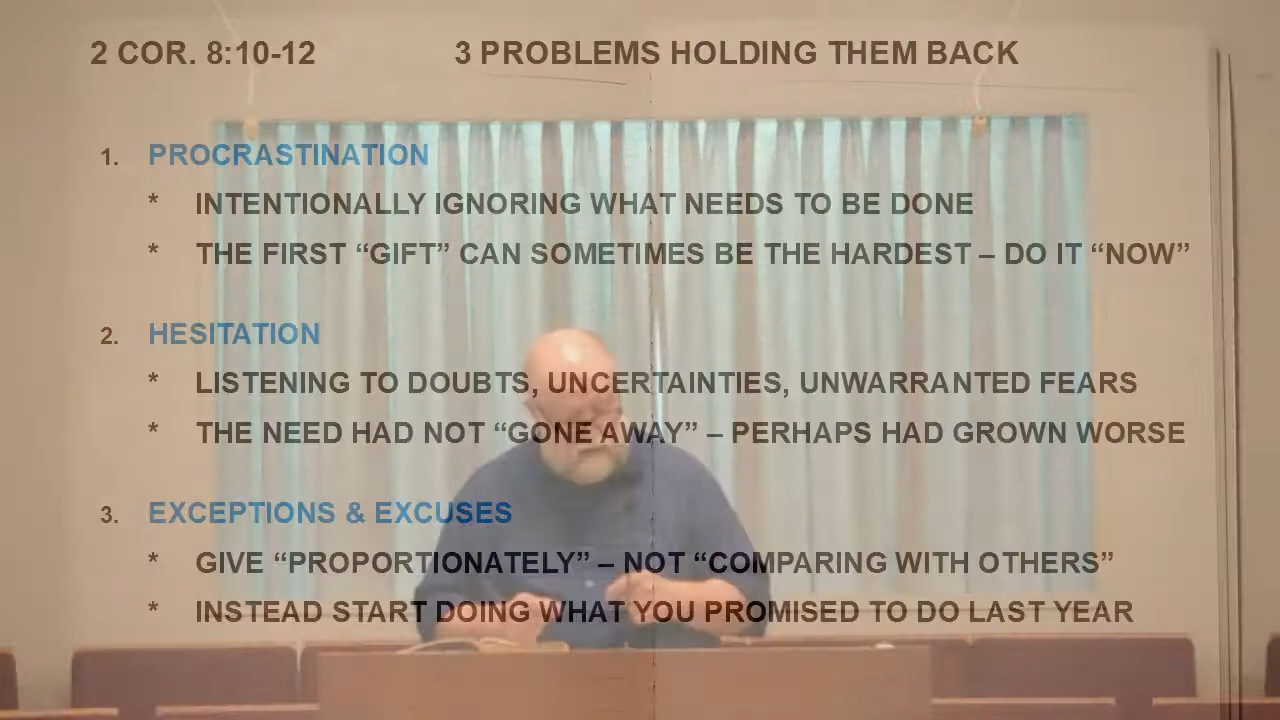 2 COR. 8:10-12 3 PROBLEMS HOLDING THEM BACK
1. PROCRASTINATION
* INTENTIONALLY IGNORING WHAT NEEDS TO BE DONE
* THE FIRST “GIFT” CAN SOMETIMES BE THE HARDEST – DO IT “NOW”
2. HESITATION
* LISTENING TO DOUBTS, UNCERTAINTIES, UNWARRANTED FEARS
* THE NEED HAD NOT “GONE AWAY” – PERHAPS HAD GROWN WORSE
3. EXCEPTIONS & EXCUSES
* GIVE “PROPORTIONATELY” – NOT “COMPARING WITH OTHERS”
* INSTEAD START DOING WHAT YOU PROMISED TO DO LAST YEAR